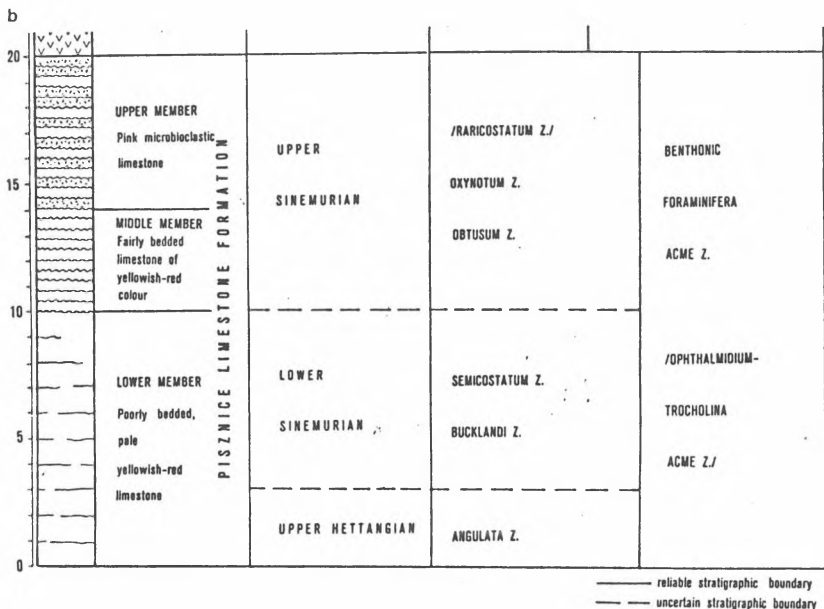 b
20
15
10
5
0
UPPER MEMBER
Pink microbioclastic
limestone
MIDDLE MEMBER
Fairly bedded
limestone of
yellowish-red
colour
LOWER MEMBER
Poorly bedded,
pale
yellowish-red
limestone
PISZNICE LIMESTONE FORMATION
UPPER
SINEMURIAN
LOWER
SINEMURIAN
UPPER HETTANGIAN
/RARICOSTATUM Z./
OXYNOTUM Z.
OBTUSUM Z.
SEMICOSTATUM Z.
BUCKLANDI Z.
ANGULATA Z.
BENTHONIC
FORAMINIFERA
ACME Z.
/OPHTHALMIDIUM-
TROCHOLINA
ACME Z./
reliable stratigraphic boundary
uncertain stratigraphic boundary